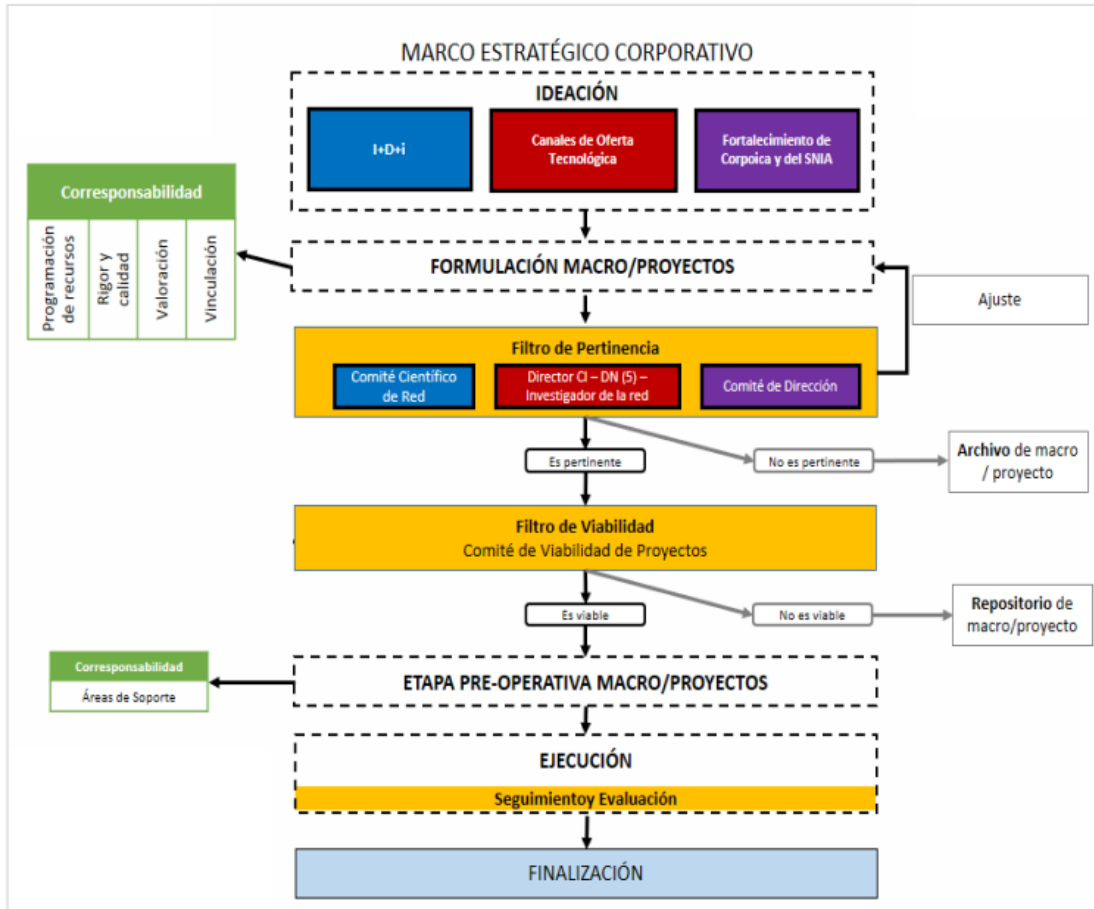 MARCO ESTRATÉGICO CORPORATIVO
IDEACIÓN
I+D+i
Canales de Oferta
Tecnológica
Fortalecimiento de
Corpoica y del SNIA
Corresponsabilidad
Programación
de recursos
Rigor y
calidad
Valoración
Vinculación
FORMULACIÓN MACRO/PROYECTOS
Ajuste
Filtro de Pertinencia
Comité Científico
de Red
Director CI – DN (5) –
Investigador de la red
Comité de Dirección
Es pertinente
No es pertinente
Archivo de macro
/ proyecto
Filtro de Viabilidad
Comité de Viabilidad de Proyectos
Es viable
No es viable
Repositorio de
macro/proyecto
Corresponsabilidad
Áreas de Soporte
ETAPA PRE-OPERATIVA MACRO/PROYECTOS
EJECUCIÓN
Seguimientoy Evaluación
FINALIZACIÓN